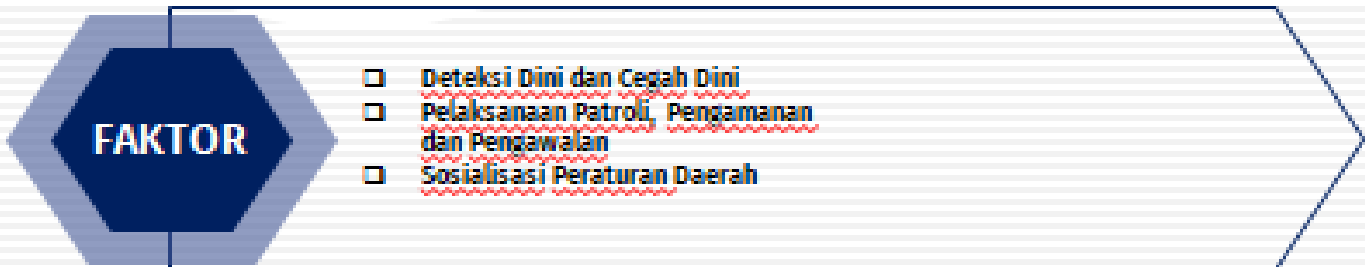 FAKTOR
❑ Deteksi Dini dan Cegah Dini
❑ Pelaksanaan Patroli, Pengamanan
dan Pengawalan
❑ Sosialisasi Peraturan Daerah